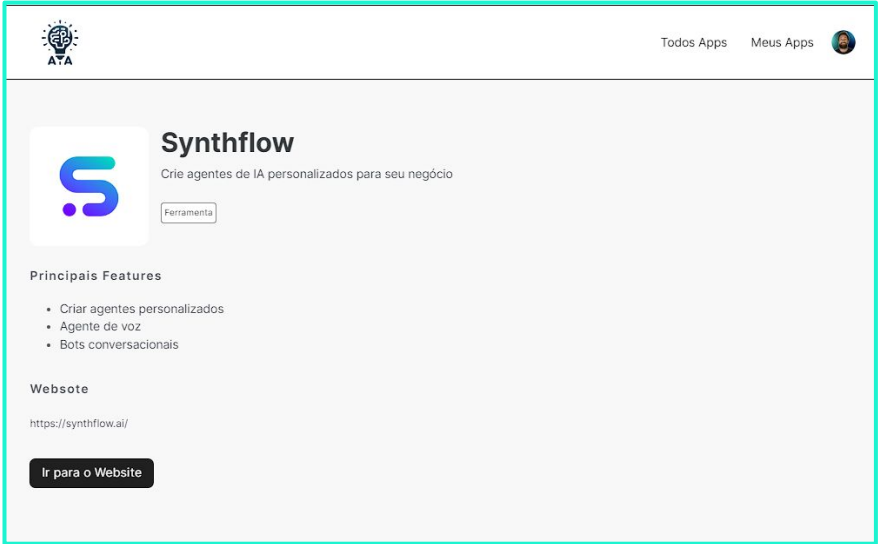 AYA
Todos Apps
Meus Apps
Synthflow
Crie agentes de IA personalizados para seu negócio
Ferramenta
Principais Features
Criar agentes personalizados
Agente de voz
Bots conversacionais
Websote
https://synthflow.ai/
Ir para o Website